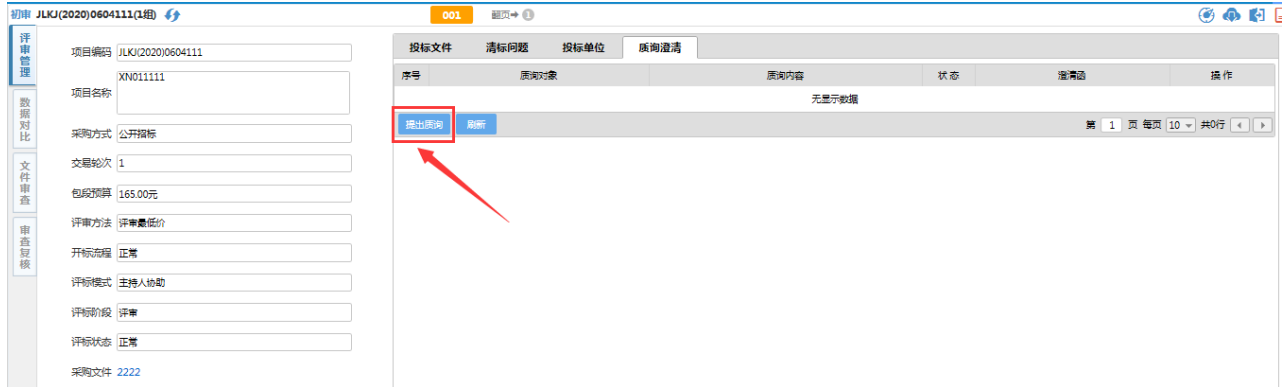 初审 JLKJ(2020)0604111(1组) 001 翻页➡ 1
评审管理
数据对比
文件审查
审查复核
项目编码 JLKJ(2020)0604111
项目名称 XN011111
采购方式 公开招标
交易轮次 1
包段预算 165.00元
评审方法 评审最低价
开标流程 正常
评标模式 主持人协助
评标阶段 评审
评标状态 正常
采购文件 2222
投标文件 清标问题 投标单位 质询澄清
序号 质询对象 质询内容 状态 澄清函 操作
无显示数据
提出质询 刷新 第 1 页 每页 10 共0行